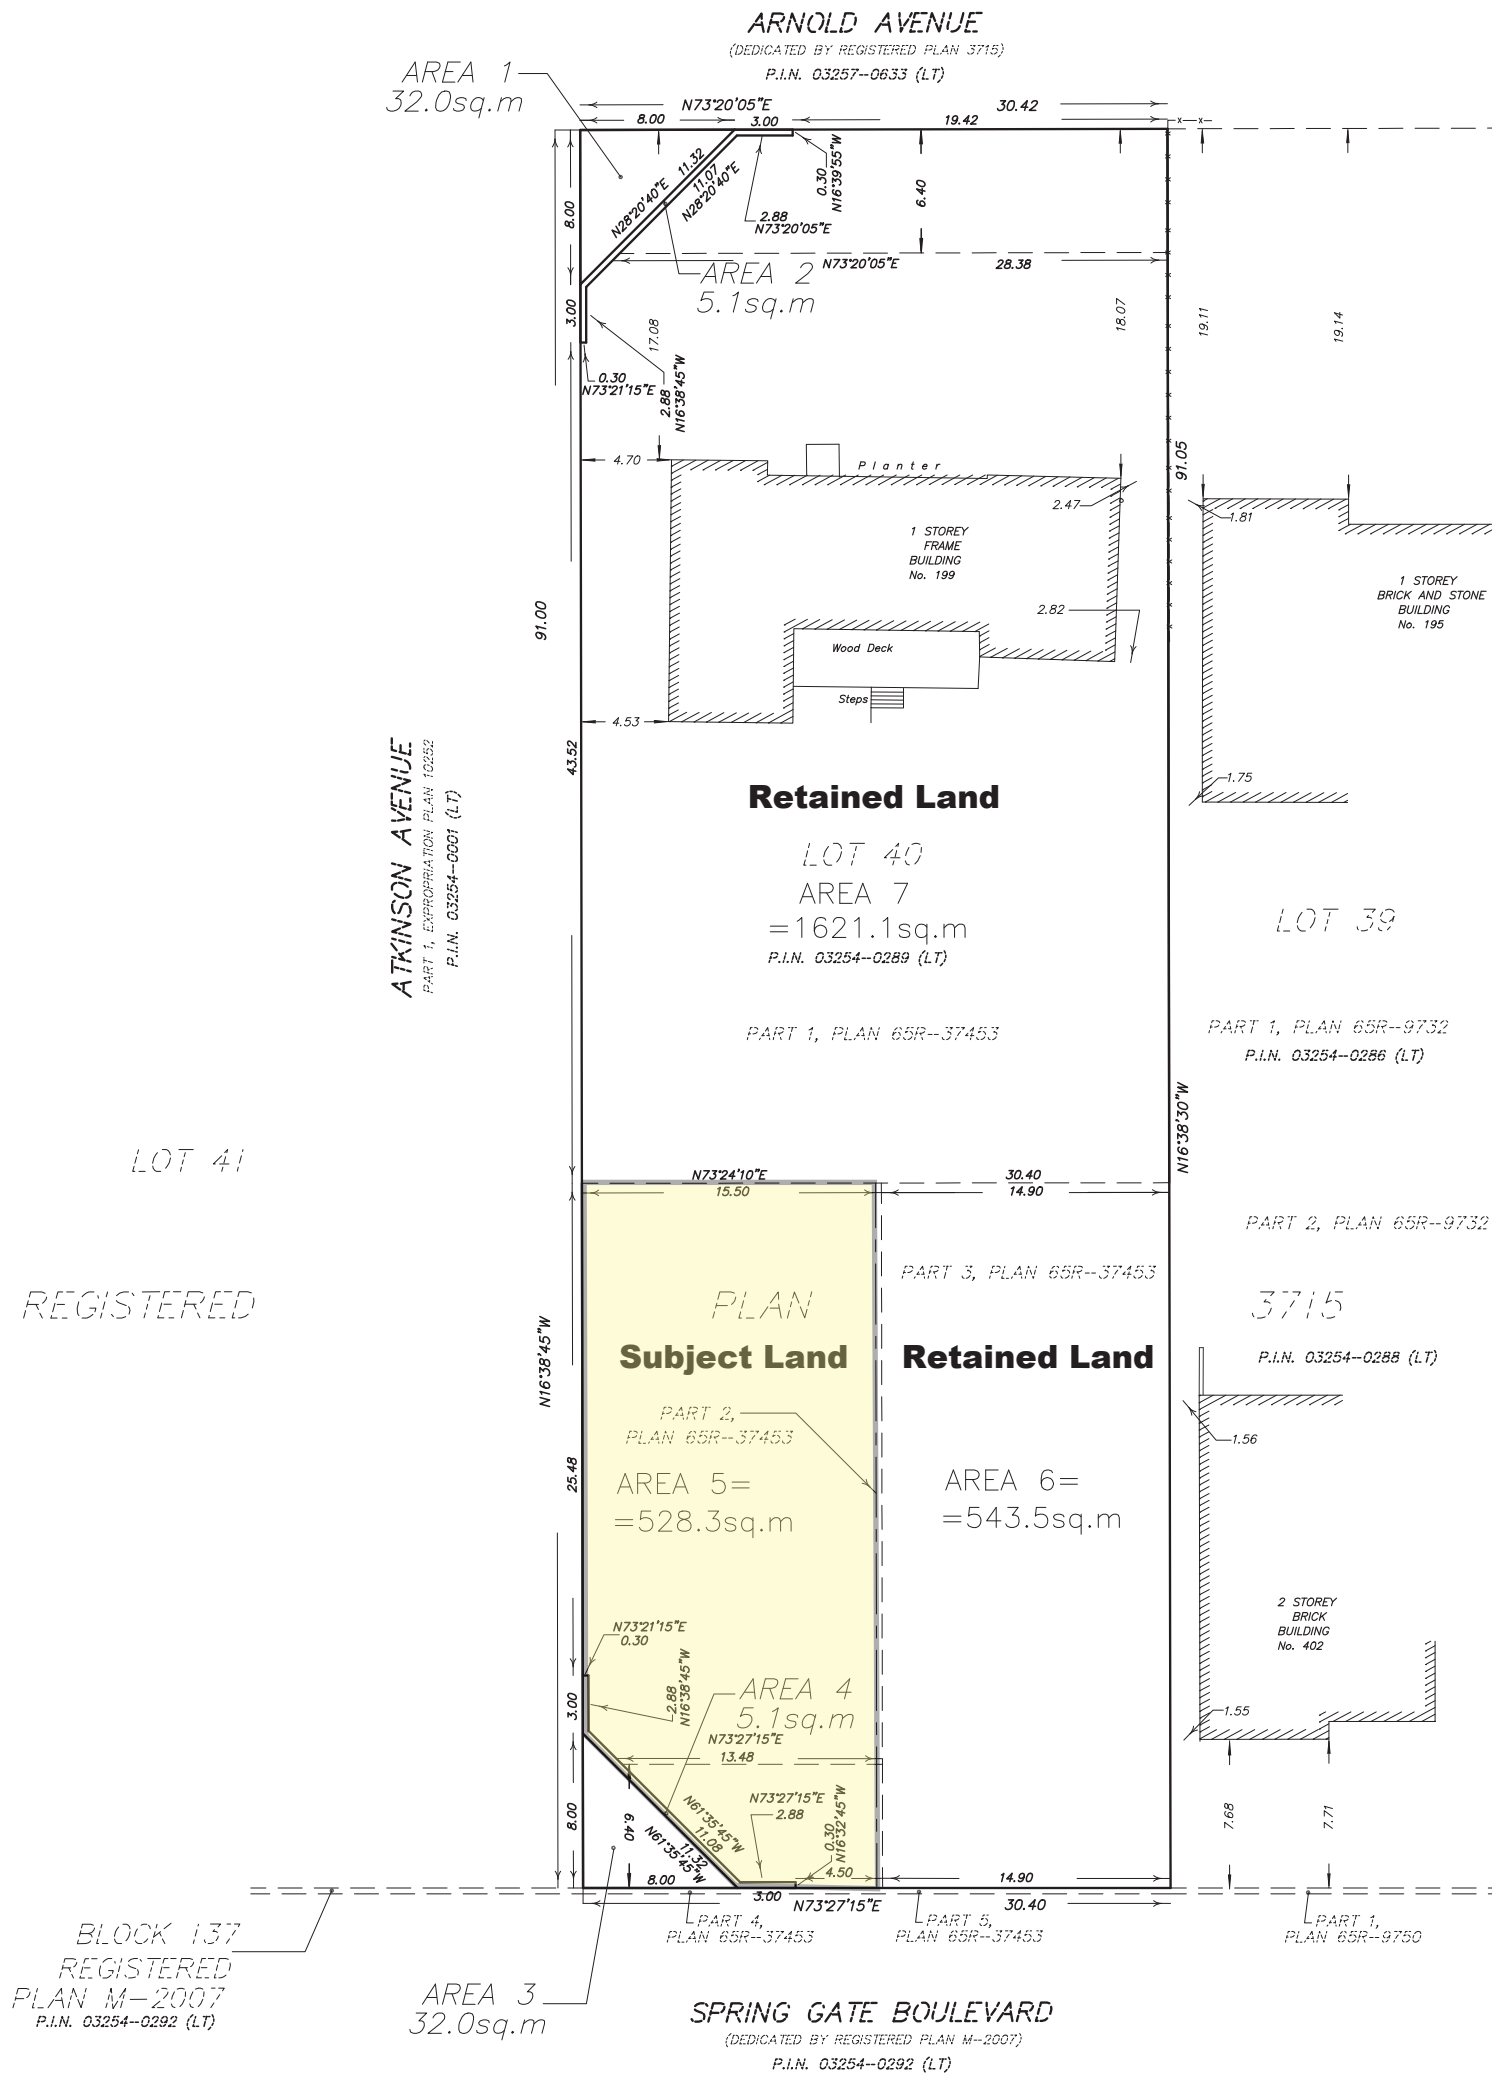 ARNOLD AVENUE
(DEDICATED BY REGISTERED PLAN 3715)
P.I.N. 03257--0633 (LT)
AREA 1
32.0sq.m
N73°20'05"E
30.42
8.00
3.00
19.42
x
x
11.32
N28°20'40"E
11.07
N28°20'40"E
0.30
N16°39'55"W
2.88
N73°20'05"E
6.40
8.00
N73°20'05"E
28.38
AREA 2
5.1sq.m
3.00
17.08
18.07
19.11
19.14
0.30
N73°21'15"E
2.88
N16°38'45"W
4.70
Planter
91.05
2.47
1.81
1 STOREY
FRAME
BUILDING
No. 199
1 STOREY
BRICK AND STONE
BUILDING
No. 195
91.00
2.82
Wood Deck
Steps
4.53
43.52
1.75
ATKINSON AVENUE
PART 1, EXPROPRIATION PLAN 10252
P.I.N. 03254--0001 (LT)
Retained Land
LOT 40
AREA 7
=1621.1sq.m
P.I.N. 03254--0289 (LT)
LOT 39
PART 1, PLAN 65R--37453
PART 1, PLAN 65R--9732
P.I.N. 03254--0286 (LT)
N16°38'30"W
LOT 41
N73°24'10"E
30.40
15.50
14.90
PART 2, PLAN 65R--9732
PART 3, PLAN 65R--37453
REGISTERED
PLAN
3715
N16°38'45"W
Subject Land
Retained Land
P.I.N. 03254--0288 (LT)
PART 2,
PLAN 65R--37453
1.56
25.48
AREA 5=
=528.3sq.m
AREA 6=
=543.5sq.m
2 STOREY
BRICK
BUILDING
No. 402
N73°21'15"E
0.30
2.88
N16°38'45"W
AREA 4
5.1sq.m
3.00
1.55
N73°27'15"E
13.48
N73°27'15"E
2.88
N61°35'45"W
11.08
11.32
N61°35'45"W
6.40
8.00
0.30
N16°32'45"W
7.68
7.71
8.00
4.50
14.90
3.00
N73°27'15"E
30.40
PART 4,
PLAN 65R--37453
PART 5,
PLAN 65R--37453
PART 1,
PLAN 65R--9750
BLOCK 137
REGISTERED
PLAN M--2007
P.I.N. 03254--0292 (LT)
AREA 3
32.0sq.m
SPRING GATE BOULEVARD
(DEDICATED BY REGISTERED PLAN M--2007)
P.I.N. 03254--0292 (LT)